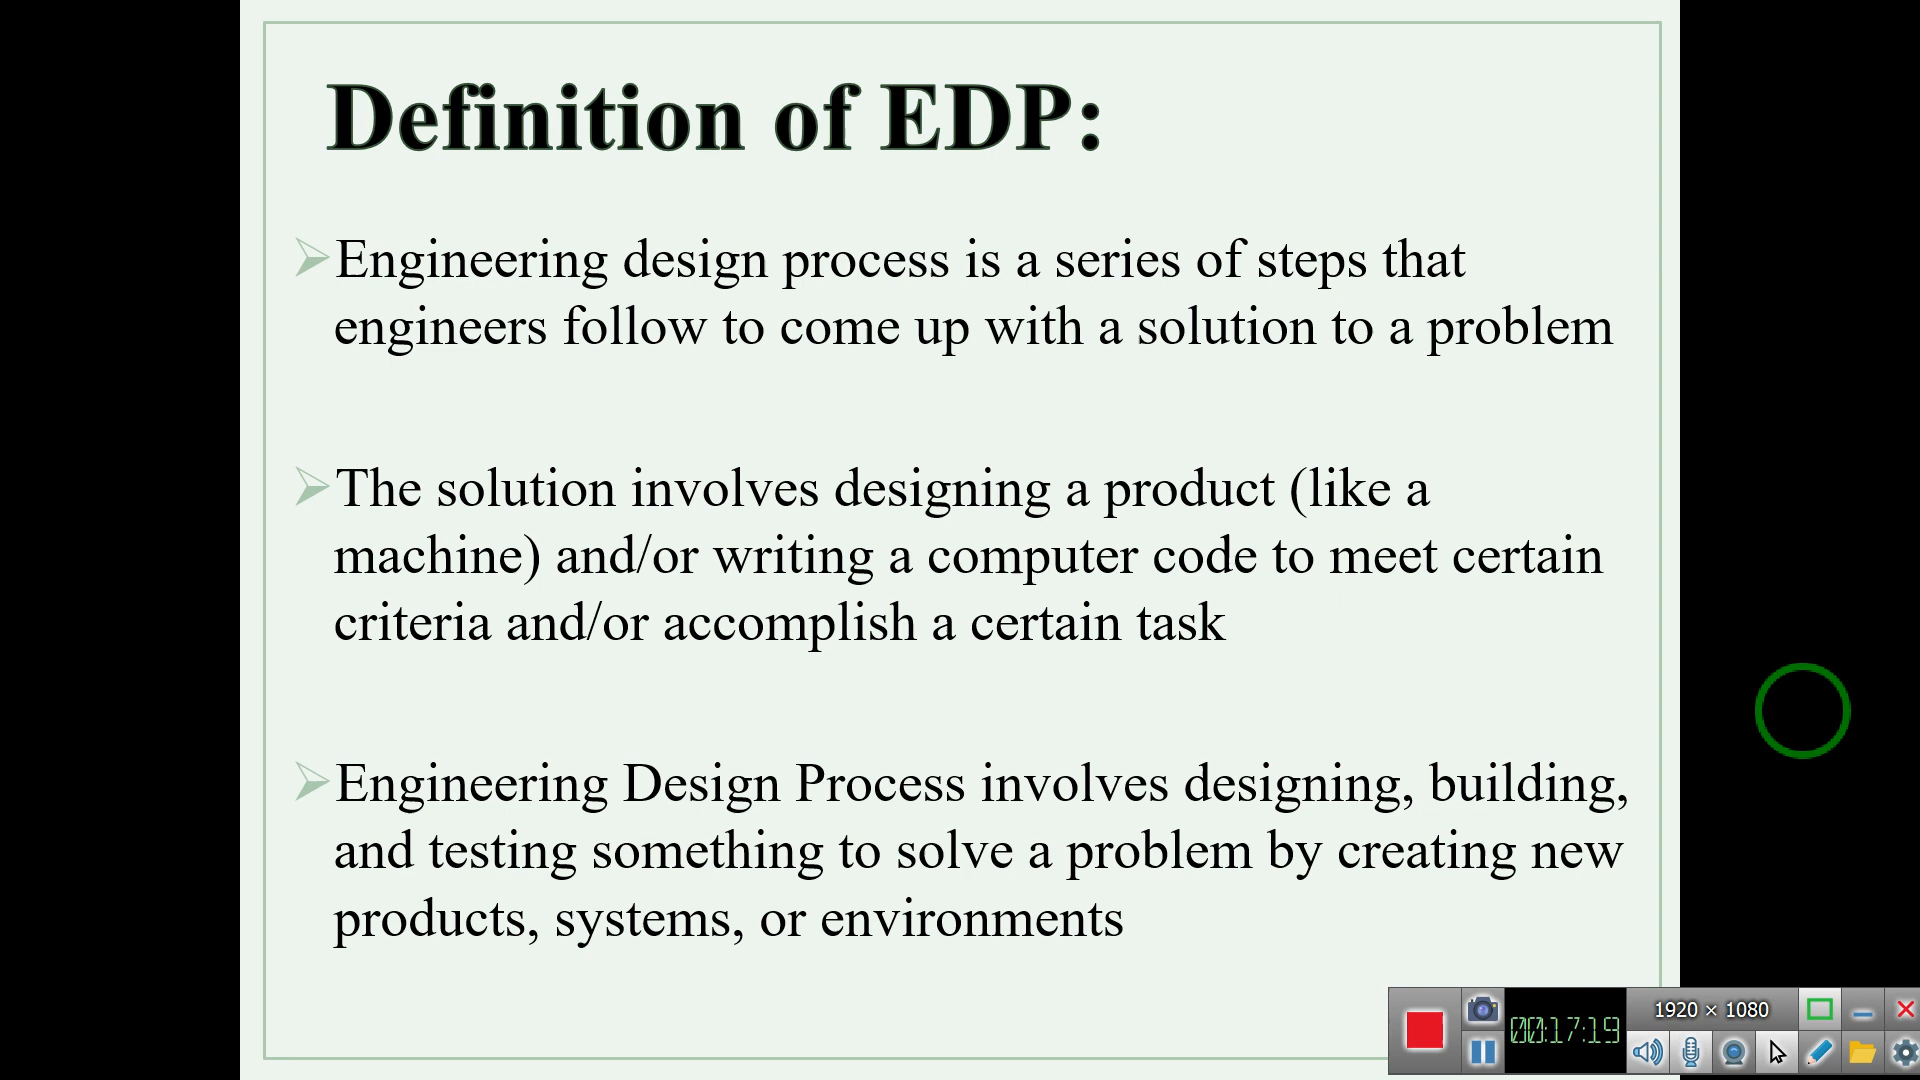 Definition of EDP:
Engineering design process is a series of steps that
engineers follow to come up with a solution to a problem
The solution involves designing a product (like a
machine) and/or writing a computer code to meet certain
criteria and/or accomplish a certain task
Engineering Design Process involves designing, building,
and testing something to solve a problem by creating new
products, systems, or environments
1920 × 1080
00:17:19